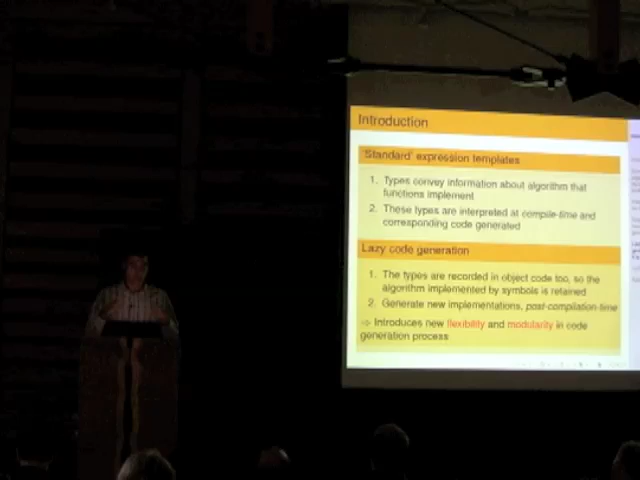 Introduction
'Standard' expression templates
1. Types convey information about algorithm that
functions implement
2. These types are interpreted at compile-time and
corresponding code generated
Lazy code generation
1. The types are recorded in object code too, so the
algorithm implemented by symbols is retained
2. Generate new implementations, post-compilation-time
⇒ Introduces new flexibility and modularity in code
generation process